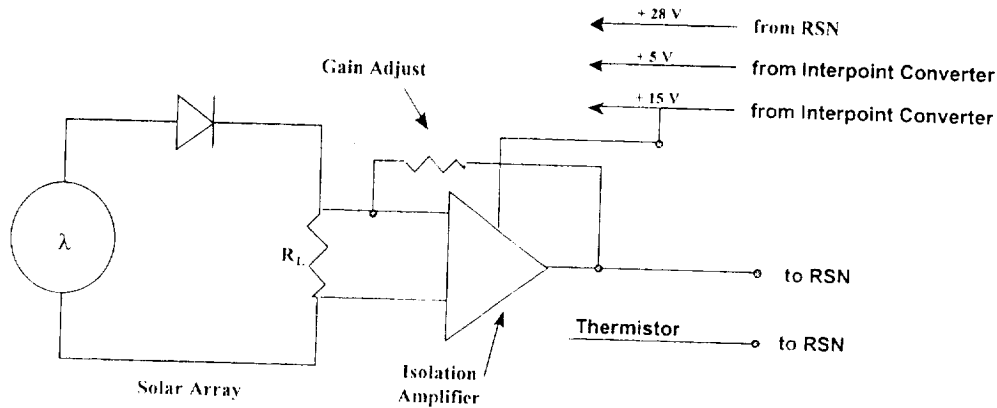 + 28 V
from RSN
+ 5 V
from Interpoint Converter
+ 15 V
from Interpoint Converter
Gain Adjust
λ
R_L
to RSN
Thermistor
to RSN
Isolation
Amplifier
Solar Array